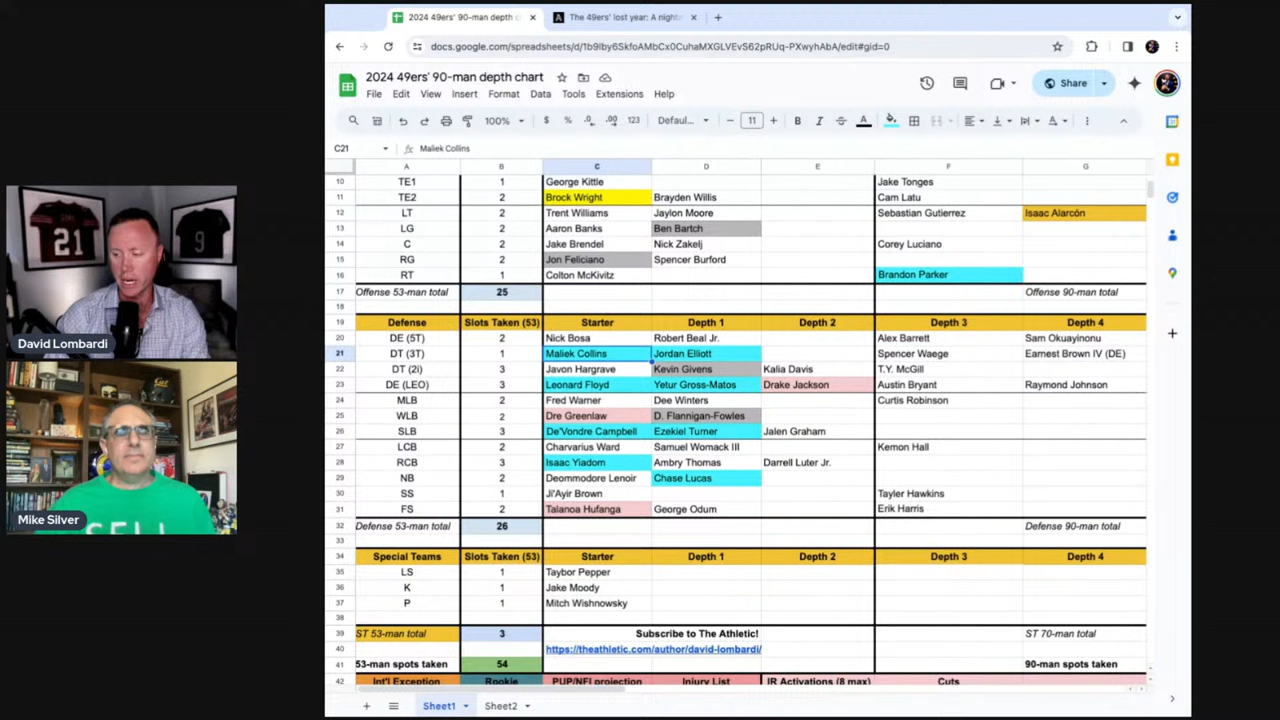 2024 49ers' 90-man depth c
The 49ers' lost year: A night
docs.google.com/spreadsheets/d/1b9Iby6SkfoAMbCx0CuhaMXGLVEvS62pRUq-PXwyhAbA/edit#gid=0
2024 49ers' 90-man depth chart
File Edit View Insert Format Data Tools Extensions Help
Share
100% $ % .0 .00 123 Defaul... 11 B I A
C21 fx Maliek Collins
A B C D E F G
10 TE1 1 George Kittle Jake Tonges
11 TE2 2 Brock Wright Brayden Willis Cam Latu
12 LT 2 Trent Williams Jaylon Moore Sebastian Gutierrez Isaac Alarcón
13 LG 2 Aaron Banks Ben Bartch
14 C 2 Jake Brendel Nick Zakelj Corey Luciano
15 RG 2 Jon Feliciano Spencer Burford
16 RT 1 Colton McKivitz Brandon Parker
17 Offense 53-man total 25 Offense 90-man total
18
19 Defense Slots Taken (53) Starter Depth 1 Depth 2 Depth 3 Depth 4
20 DE (5T) 2 Nick Bosa Robert Beal Jr. Alex Barrett Sam Okuayinonu
21 DT (3T) 1 Maliek Collins Jordan Elliott Spencer Waege Earnest Brown IV (DE)
22 DT (2i) 3 Javon Hargrave Kevin Givens Kalia Davis T.Y. McGill
23 DE (LEO) 3 Leonard Floyd Yetur Gross-Matos Drake Jackson Austin Bryant Raymond Johnson
24 MLB 2 Fred Warner Dee Winters Curtis Robinson
25 WLB 2 Dre Greenlaw D. Flannigan-Fowles
26 SLB 3 De'Vondre Campbell Ezekiel Turner Jalen Graham
27 LCB 2 Charvarius Ward Samuel Womack III Kemon Hall
28 RCB 3 Isaac Yiadom Ambry Thomas Darrell Luter Jr.
29 NB 2 Deommodore Lenoir Chase Lucas
30 SS 1 Ji'Ayir Brown Tayler Hawkins
31 FS 2 Talanoa Hufanga George Odum Erik Harris
32 Defense 53-man total 26 Defense 90-man total
33
34 Special Teams Slots Taken (53) Starter Depth 1 Depth 2 Depth 3 Depth 4
35 LS 1 Taybor Pepper
36 K 1 Jake Moody
37 P 1 Mitch Wishnowsky
38
39 ST 53-man total 3 Subscribe to The Athletic! ST 70-man total
40 https://theathletic.com/author/david-lombardi/
41 53-man spots taken 54 90-man spots taken
42 Int'l Exception Rookie PUP/NFI projection Injury List IR Activations (8 max) Cuts
Sheet1 Sheet2
21
9
David Lombardi
SELL
Mike Silver